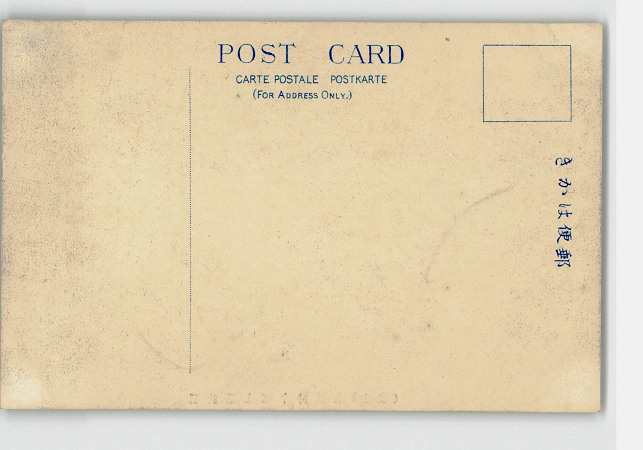 POST CARD
CARTE POSTALE POSTKARTE
(FOR ADDRESS ONLY.)
きかは便郵